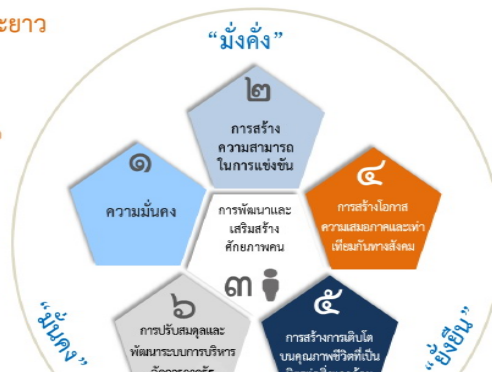 ะยาว
“มั่งคั่ง”
๒
การสร้าง
ความสามารถ
ในการแข่งขัน
๑
ความมั่นคง
การพัฒนาและ
เสริมสร้าง
ศักยภาพคน
๓
๔
การสร้างโอกาส
ความเสมอภาคและเท่า
เทียมกันทางสังคม
๖
การปรับสมดุลและ
พัฒนาระบบการบริหาร
๕
การสร้างการเติบโต
บนคุณภาพชีวิตที่เป็น
“มั่นคง”
“ยั่งยืน”